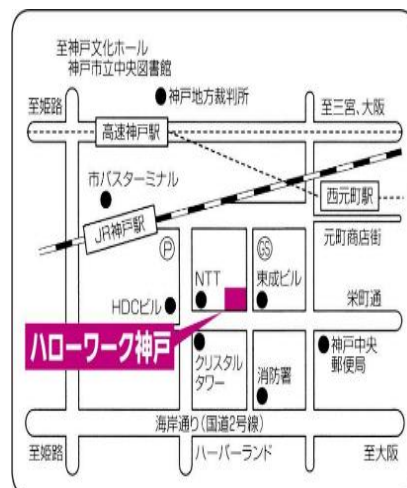 至神戸文化ホール
神戸市立中央図書館
神戸地方裁判所
至姫路
至三宮、大阪
高速神戸駅
市バスターミナル
西元町駅
JR神戸駅
元町商店街
P
GS
NTT
東成ビル
HDCビル
栄町通
ハローワーク神戸
クリスタル
タワー
消防署
神戸中央
郵便局
海岸通り(国道2号線)
至姫路
ハーバーランド
至大阪